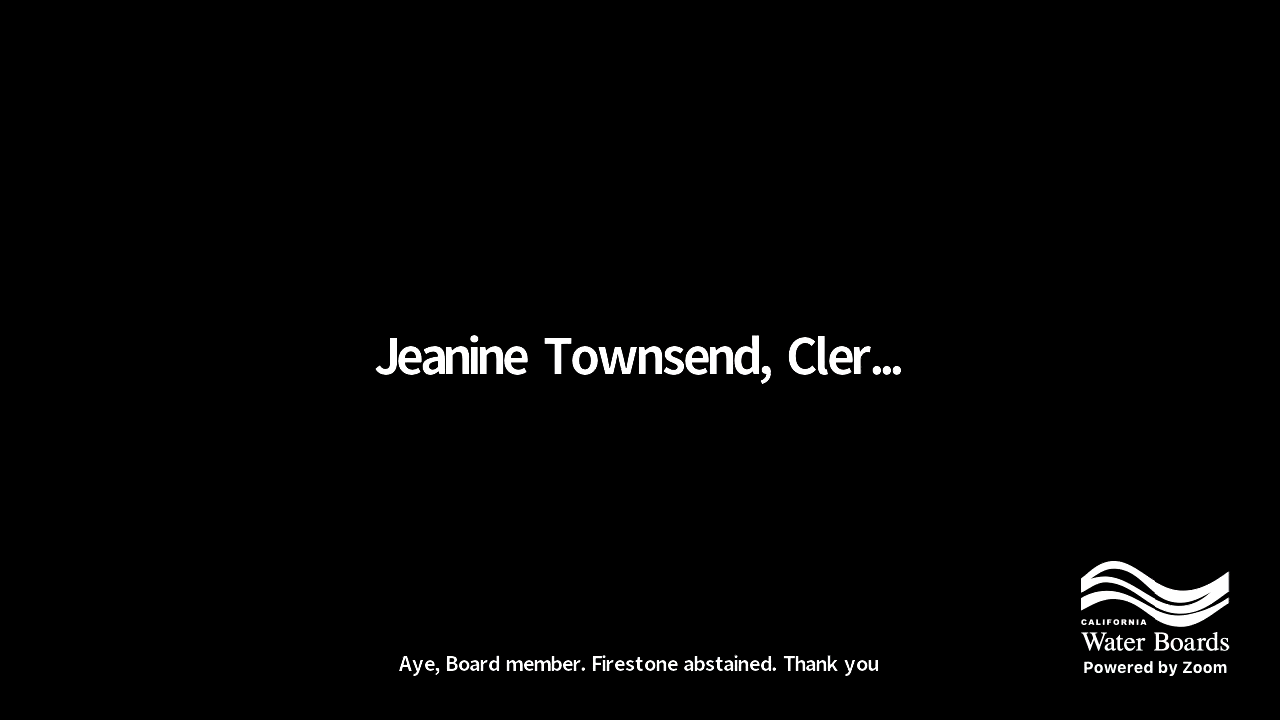 Jeanine Townsend, Cler...
CALIFORNIA
Water Boards
Aye, Board member. Firestone abstained. Thank you
Powered by Zoom